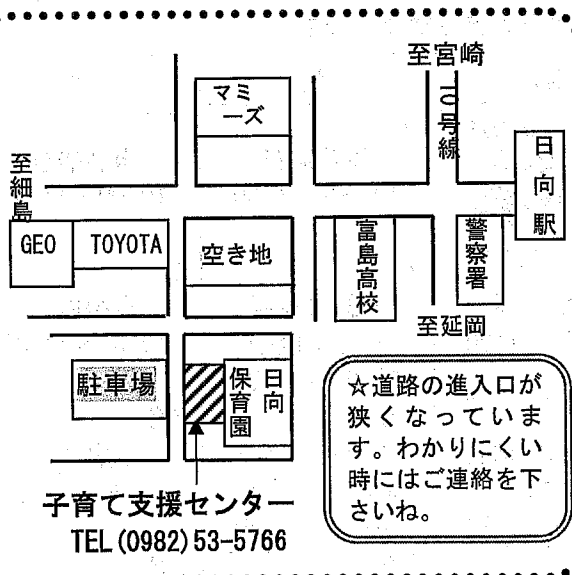 至宮崎
マミ
ーズ
10号線
日向駅
至細島
GEO
TOYOTA
空き地
富島高校
警察署
至延岡
駐車場
保育園
日向
☆道路の進入口が
狭くなっていま
す。わかりにくい
時にはご連絡を下
さいね。
子育て支援センター
TEL(0982)53-5766